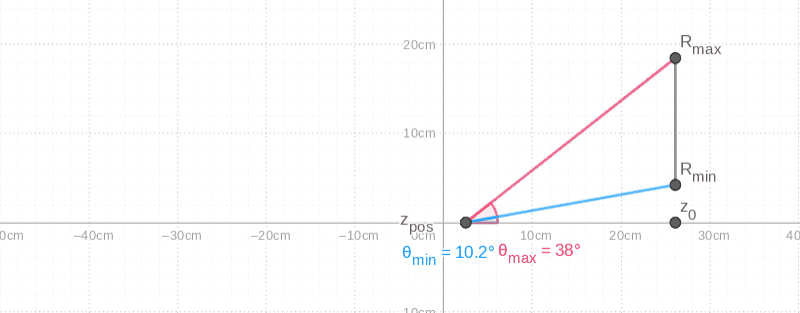 20cm
R_max
10cm
R_min
z_0
z_pos
0cm
−40cm
−30cm
−20cm
−10cm
0cm
10cm
20cm
30cm
40
θ_min = 10.2°
θ_max = 38°
10cm